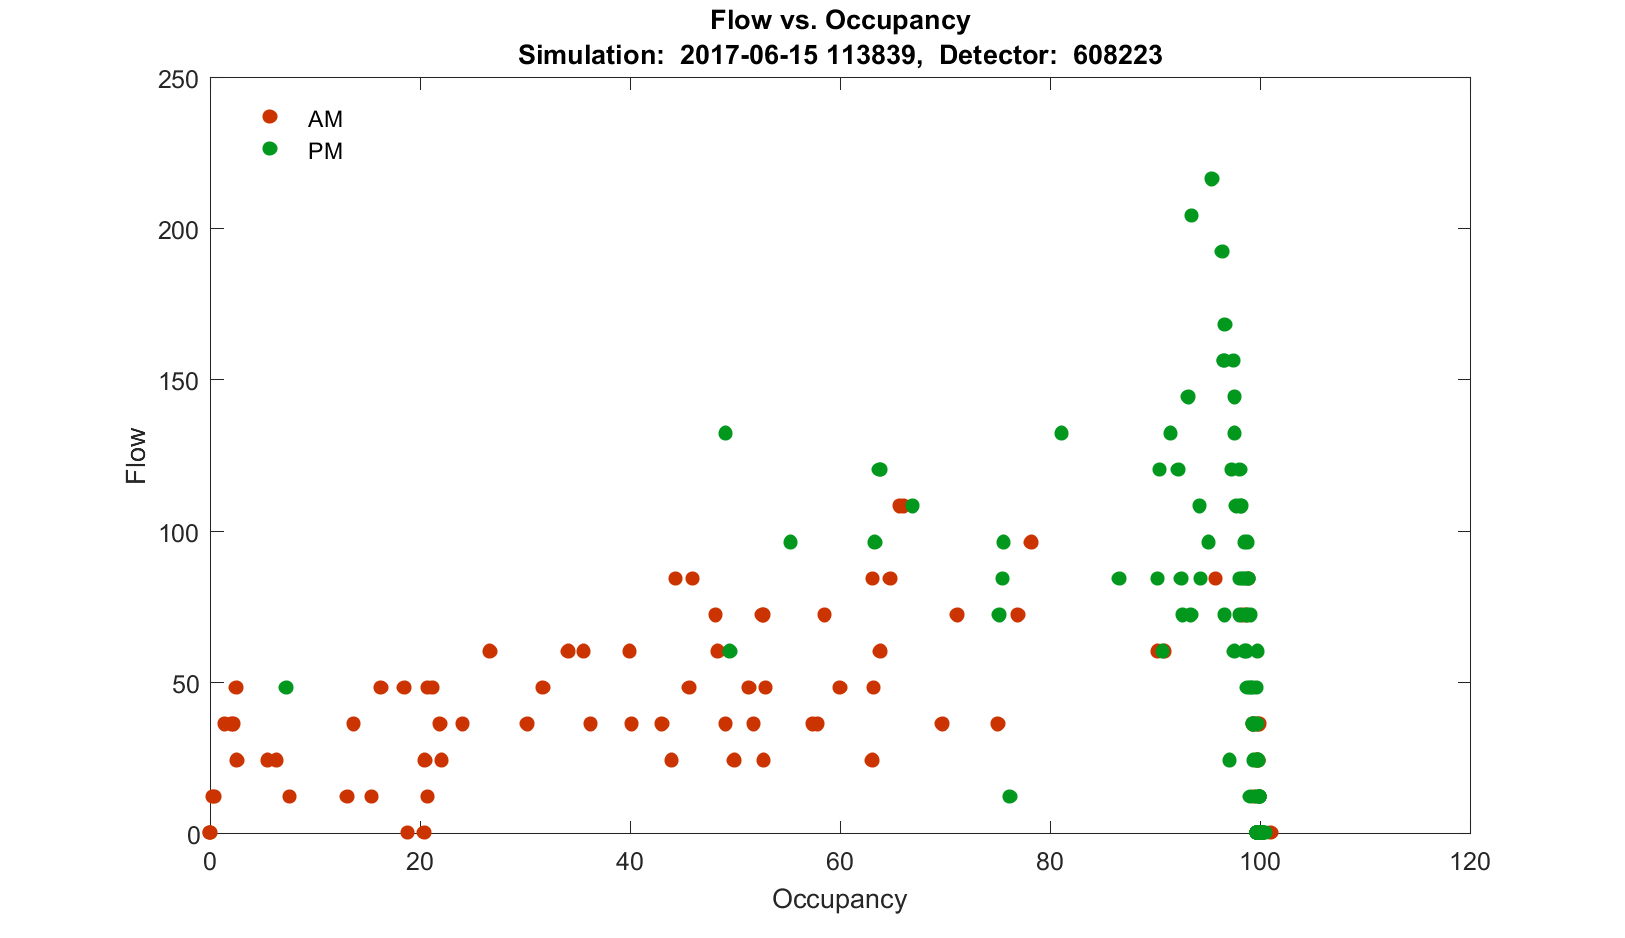 Flow vs. Occupancy
Simulation:  2017-06-15 113839,  Detector:  608223
250
200
150
100
50
0
Flow
AM
PM
0 20 40 60 80 100 120
Occupancy